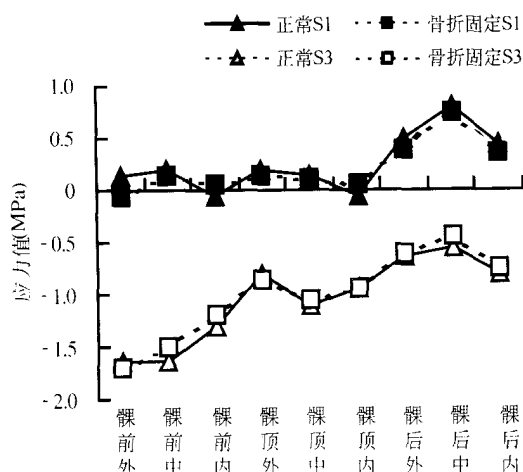 正常S1
骨折固定S1
正常S3
骨折固定S3
应力值(MPa)
1.0
0.5
0
-0.5
-1.0
-1.5
-2.0
髁前外
髁前中
髁前内
髁顶外
髁顶中
髁顶内
髁后外
髁后中
髁后内